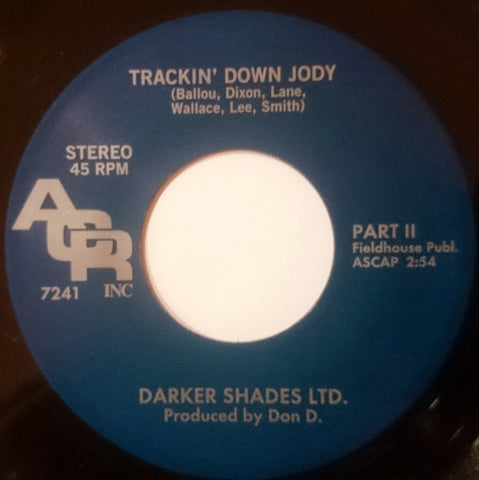 TRACKIN' DOWN JODY
(Ballou, Dixon, Lane,
Wallace, Lee, Smith)
STEREO
45 RPM
AGR
7241 INC
PART II
Fieldhouse Publ.
ASCAP 2:54
DARKER SHADES LTD.
Produced by Don D.